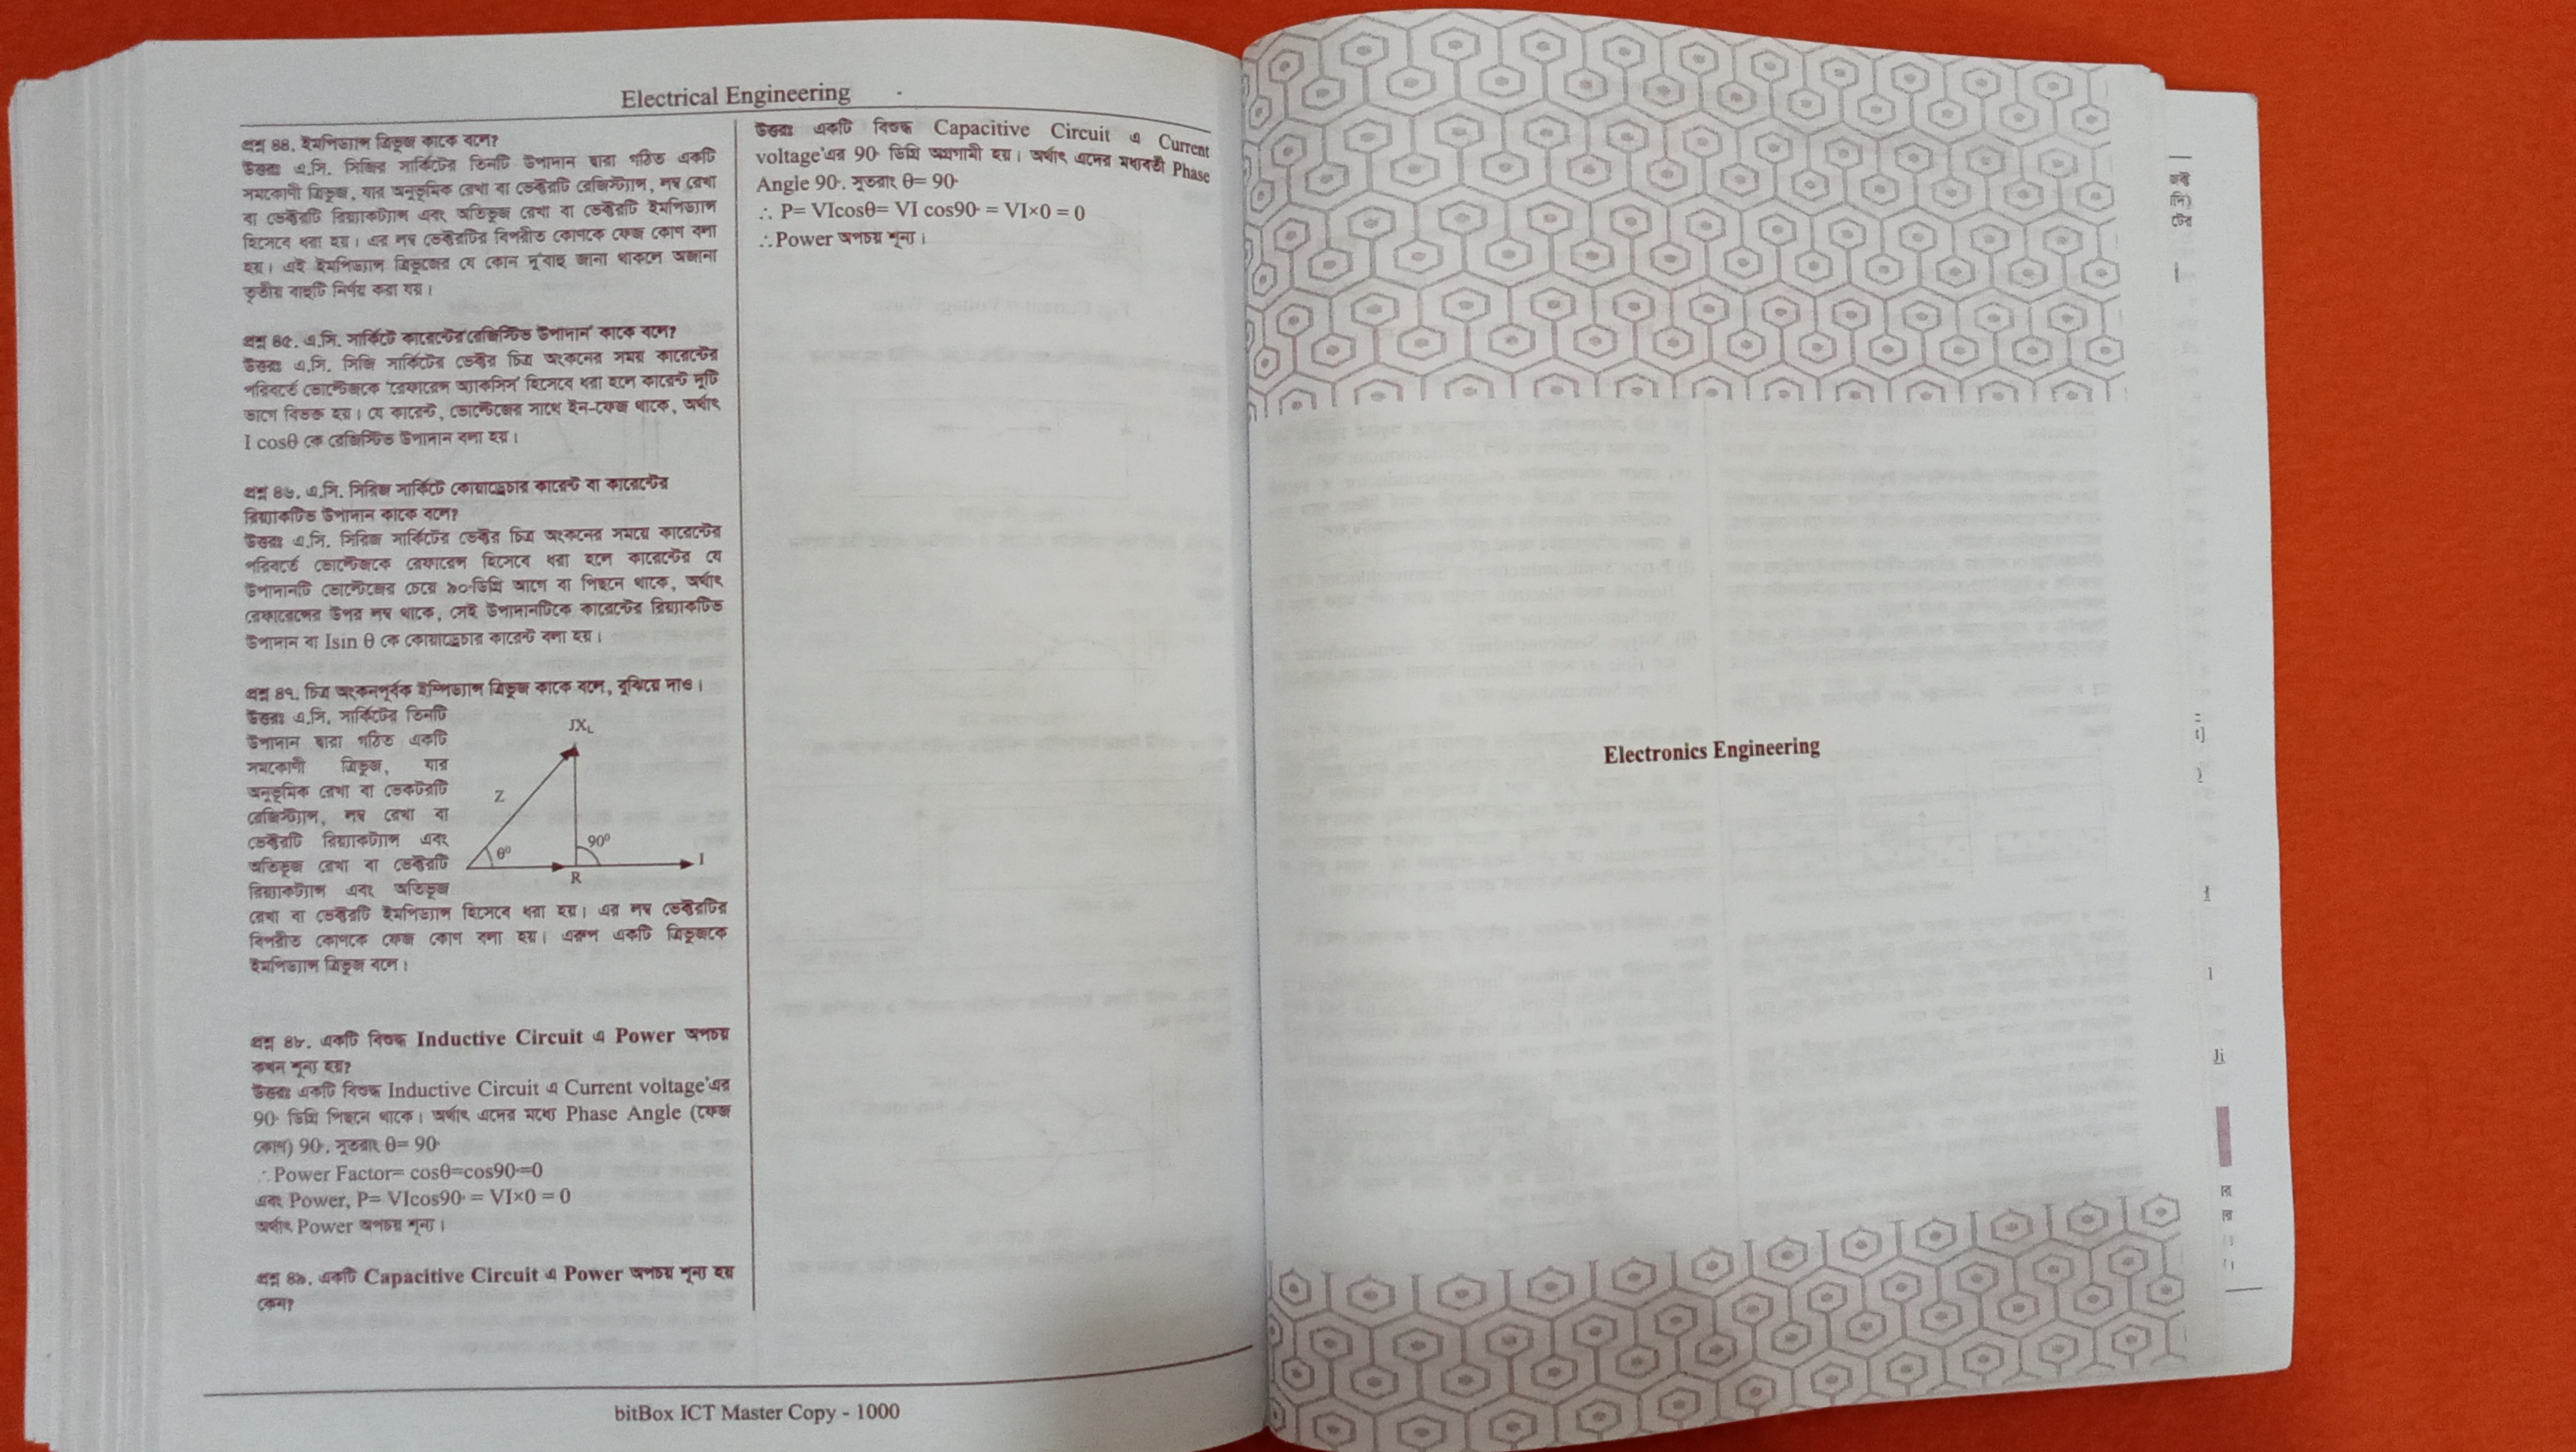 Electrical Engineering
প্রশ্ন ৪৪. ইমপিড্যান্স ত্রিভুজ কাকে বলে?
উত্তরঃ এ.সি. সিজির সার্কিটের তিনটি উপাদান দ্বারা গঠিত একটি
সমকোণী ত্রিভুজ, যার অনুভূমিক রেখা বা ভেক্টরটি রেজিস্ট্যান্স, লম্ব রেখা
বা ভেক্টরটি রিয়্যাকট্যান্স এবং অতিভুজ রেখা বা ভেক্টরটি ইমপিড্যান্স
হিসেবে ধরা হয়। এর লম্ব ভেক্টরটির বিপরীত কোণকে ফেজ কোণ বলা
হয়। এই ইমপিড্যান্স ত্রিভুজের যে কোন দু'বাহু জানা থাকলে অজানা
তৃতীয় বাহুটি নির্ণয় করা যয়।
প্রশ্ন ৪৫. এ.সি. সার্কিটে কারেন্টের 'রেজিস্টিভ উপাদান' কাকে বলে?
উত্তরঃ এ.সি. সিজি সার্কিটের ভেক্টর চিত্র অংকনের সময় কারেন্টের
পরিবর্তে ভোল্টেজকে 'রেফারেন্স অ্যাকসিস' হিসেবে ধরা হলে কারেন্ট দুটি
ভাগে বিভক্ত হয়। যে কারেন্ট, ভোল্টেজের সাথে ইন-ফেজ থাকে, অর্থাৎ
I cosθ কে রেজিস্টিভ উপাদান বলা হয়।
প্রশ্ন ৪৬. এ.সি. সিরিজ সার্কিটে কোয়াড্রেচার কারেন্ট বা কারেন্টের
রিয়্যাকটিভ উপাদান কাকে বলে?
উত্তরঃ এ.সি. সিরিজ সার্কিটের ভেক্টর চিত্র অংকনের সময়ে কারেন্টের
পরিবর্তে ভোল্টেজকে রেফারেন্স হিসেবে ধরা হলে কারেন্টের যে
উপাদানটি ভোল্টেজের চেয়ে ৯০॰ডিগ্রি আগে বা পিছনে থাকে, অর্থাৎ
রেফারেন্সের উপর লম্ব থাকে, সেই উপাদানটিকে কারেন্টের রিয়্যাকটিভ
উপাদান বা Isin θ কে কোয়াড্রেচার কারেন্ট বলা হয়।
প্রশ্ন ৪৭. চিত্র অংকনপূর্বক ইম্পিড্যান্স ত্রিভুজ কাকে বলে, বুঝিয়ে দাও।
উত্তরঃ এ.সি. সার্কিটের তিনটি
উপাদান দ্বারা গঠিত একটি
সমকোণী ত্রিভুজ, যার
অনুভূমিক রেখা বা ভেকটরটি
রেজিস্ট্যান্স, লম্ব রেখা বা
ভেক্টরটি রিয়্যাকট্যান্স এবং
অতিভুজ রেখা বা ভেক্টরটি
রিয়্যাকট্যান্স এবং অতিভুজ
রেখা বা ভেক্টরটি ইমপিড্যান্স হিসেবে ধরা হয়। এর লম্ব ভেক্টরটির
বিপরীত কোণকে ফেজ কোণ বলা হয়। এরূপ একটি ত্রিভুজকে
ইমপিড্যান্স ত্রিভুজ বলে।
JX_L
Z
θ⁰
90⁰
R
I
প্রশ্ন ৪৮. একটি বিশুদ্ধ Inductive Circuit এ Power অপচয়
কখন শূন্য হয়?
উত্তরঃ একটি বিশুদ্ধ Inductive Circuit এ Current voltage'এর
90॰ ডিগ্রি পিছনে থাকে। অর্থাৎ এদের মধ্যে Phase Angle (ফেজ
কোণ) 90॰. সুতরাং θ= 90॰
∴Power Factor= cosθ=cos90॰=0
এবং Power, P= VIcos90॰ = VI×0 = 0
অর্থাৎ Power অপচয় শূন্য।
প্রশ্ন ৪৯. একটি Capacitive Circuit এ Power অপচয় শূন্য হয়
কেন?
উত্তরঃ একটি বিশুদ্ধ Capacitive Circuit এ Current
voltage'এর 90॰ ডিগ্রি অগ্রগামী হয়। অর্থাৎ এদের মধ্যবর্তী Phase
Angle 90॰. সুতরাং θ= 90॰
∴ P= VIcosθ= VI cos90॰ = VI×0 = 0
∴Power অপচয় শূন্য।
bitBox ICT Master Copy - 1000
Electronics Engineering